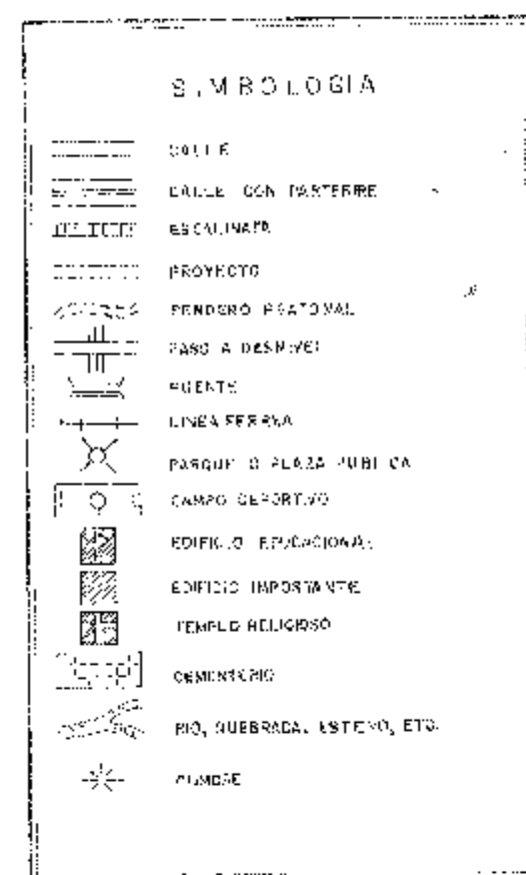 SIMBOLOGIA
CALLE
CALLE CON PARTERRE
ESCALINATA
PROYECTO
SENDERO PEATONAL
PASO A DESNIVEL
PUENTE
LINEA FERREA
PARQUE O PLAZA PUBLICA
CAMPO DEPORTIVO
EDIFICIO EDUCACIONAL
EDIFICIO IMPORTANTE
TEMPLO RELIGIOSO
CEMENTERIO
RIO, QUEBRADA, ESTERO, ETC.
CUMBRE